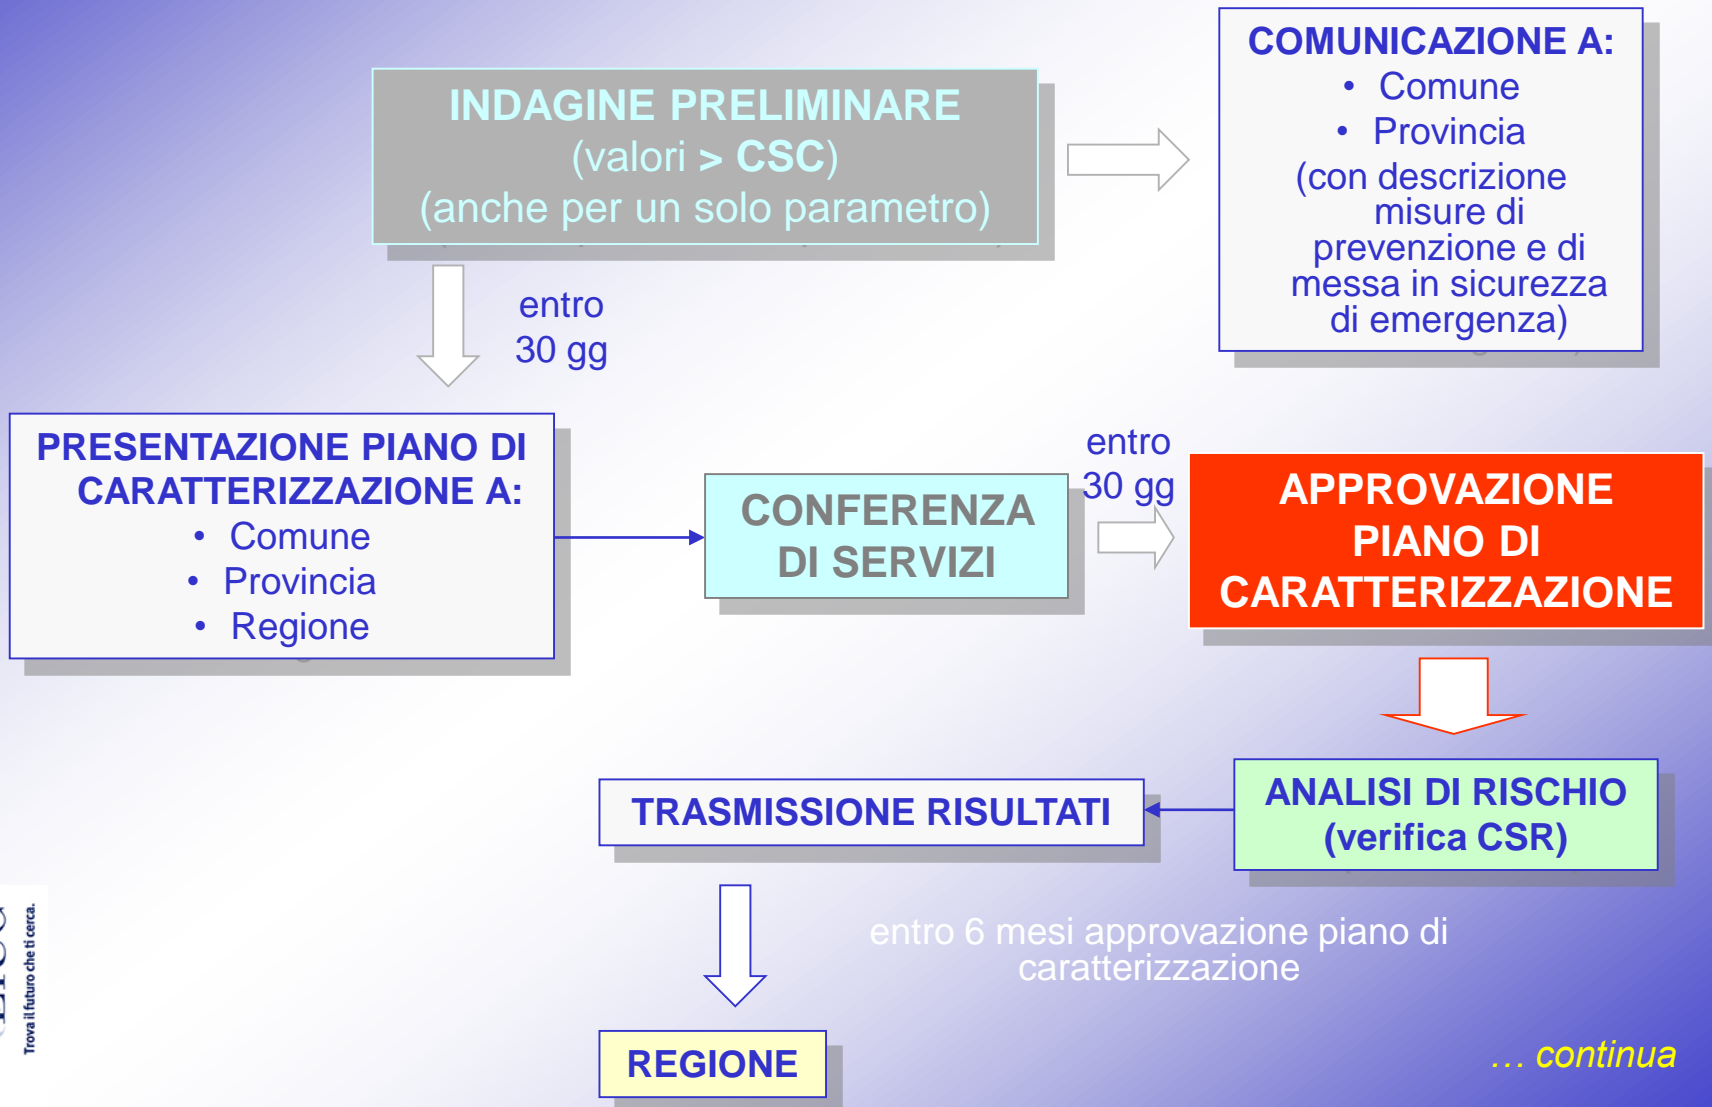 INDAGINE PRELIMINARE
(valori > CSC)
(anche per un solo parametro)
COMUNICAZIONE A:
• Comune
• Provincia
(con descrizione
misure di
prevenzione e di
messa in sicurezza
di emergenza)
entro
30 gg
PRESENTAZIONE PIANO DI
CARATTERIZZAZIONE A:
• Comune
• Provincia
• Regione
CONFERENZA
DI SERVIZI
entro
30 gg
APPROVAZIONE
PIANO DI
CARATTERIZZAZIONE
ANALISI DI RISCHIO
(verifica CSR)
TRASMISSIONE RISULTATI
entro 6 mesi approvazione piano di
caratterizzazione
REGIONE
… continua
Trova il futuro che ti cerca.